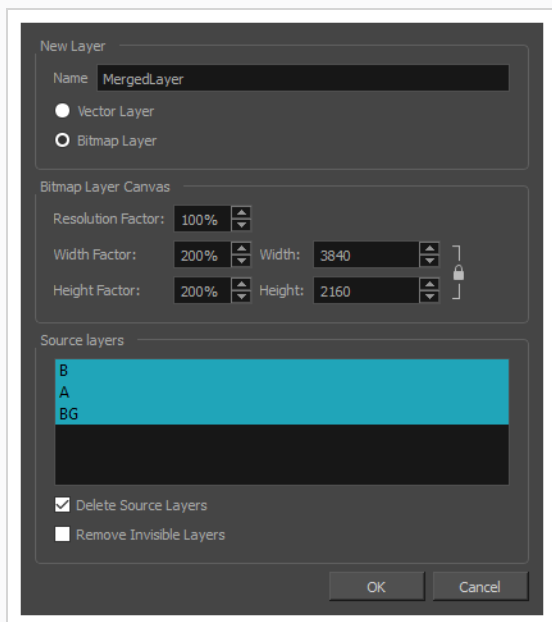 New Layer
Name MergedLayer
Vector Layer
Bitmap Layer
Bitmap Layer Canvas
Resolution Factor: 100%
Width Factor: 200% Width: 3840
Height Factor: 200% Height: 2160
Source layers
B
A
BG
Delete Source Layers
Remove Invisible Layers
OK Cancel